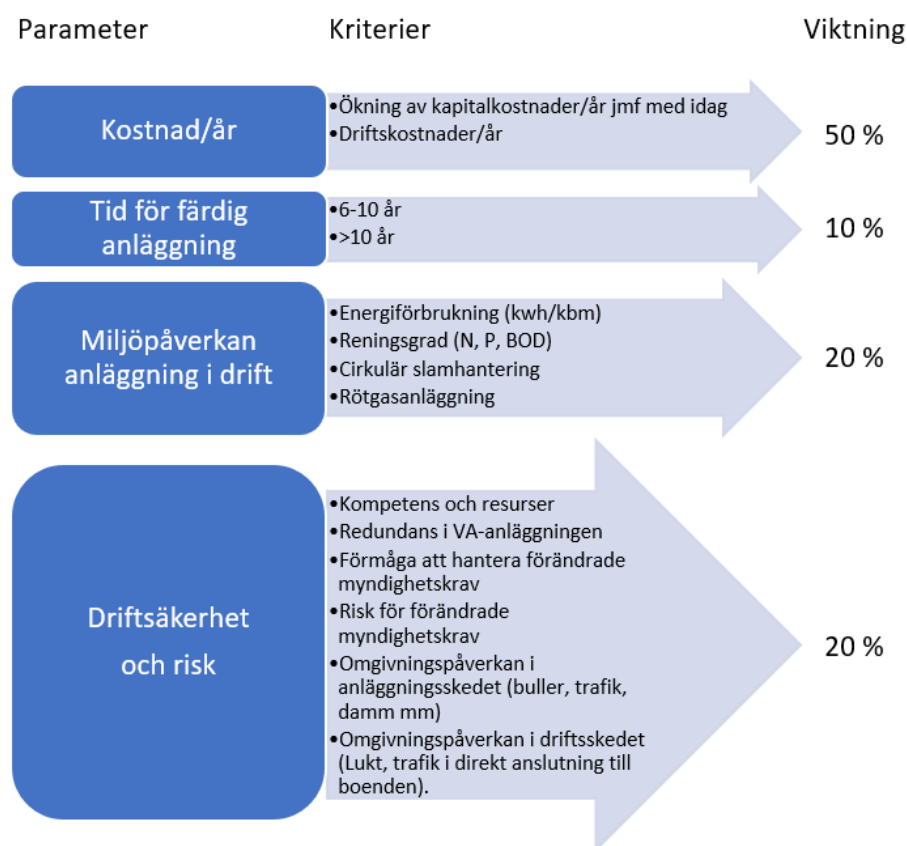 Parameter Kriterier Viktning
Kostnad/år
•Ökning av kapitalkostnader/år jmf med idag
•Driftskostnader/år
50 %
Tid för färdig
anläggning
•6-10 år
•>10 år
10 %
Miljöpåverkan
anläggning i drift
•Energiförbrukning (kwh/kbm)
•Reningsgrad (N, P, BOD)
•Cirkulär slamhantering
•Rötgasanläggning
20 %
Driftsäkerhet
och risk
•Kompetens och resurser
•Redundans i VA-anläggningen
•Förmåga att hantera förändrade
myndighetskrav
•Risk för förändrade
myndighetskrav
•Omgivningspåverkan i
anläggningsskedet (buller, trafik,
damm mm)
•Omgivningspåverkan i driftsskedet
(Lukt, trafik i direkt anslutning till
boenden).
20 %